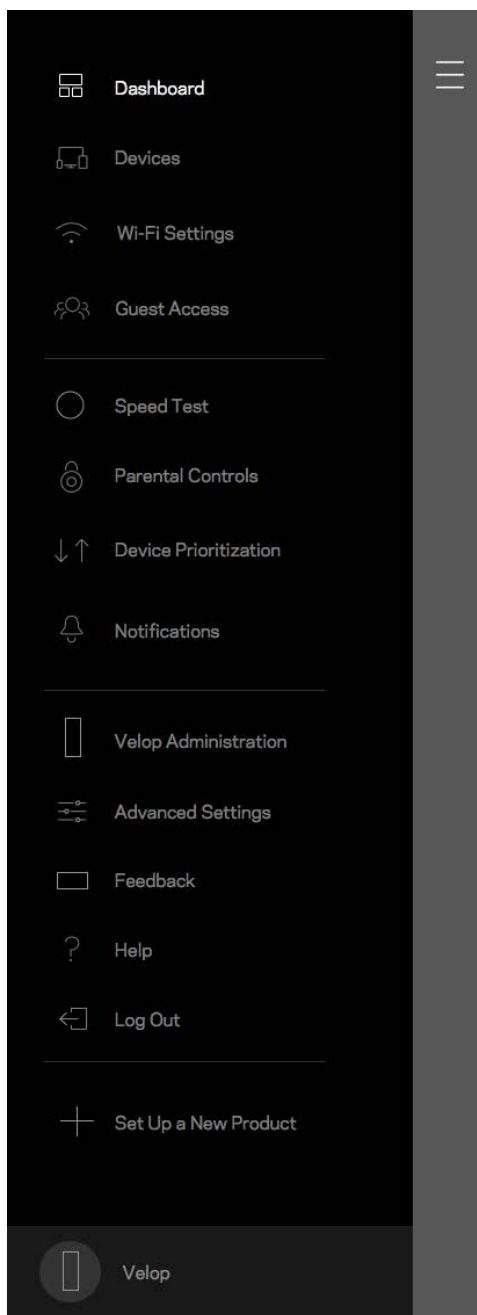 Dashboard
Devices
Wi-Fi Settings
Guest Access
Speed Test
Parental Controls
Device Prioritization
Notifications
Velop Administration
Advanced Settings
Feedback
Help
Log Out
Set Up a New Product
Velop